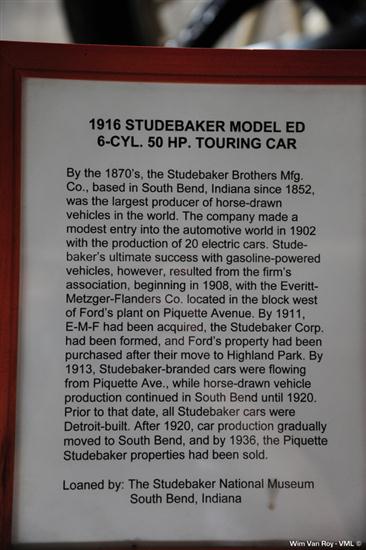 1916 STUDEBAKER MODEL ED
6-CYL. 50 HP. TOURING CAR
By the 1870's, the Studebaker Brothers Mfg.
Co., based in South Bend, Indiana since 1852,
was the largest producer of horse-drawn
vehicles in the world. The company made a
modest entry into the automotive world in 1902
with the production of 20 electric cars. Stude-
baker's ultimate success with gasoline-powered
vehicles, however, resulted from the firm's
association, beginning in 1908, with the Everitt-
Metzger-Flanders Co. located in the block west
of Ford's plant on Piquette Avenue. By 1911,
E-M-F had been acquired, the Studebaker Corp.
had been formed, and Ford's property had been
purchased after their move to Highland Park. By
1913, Studebaker-branded cars were flowing
from Piquette Ave., while horse-drawn vehicle
production continued in South Bend until 1920.
Prior to that date, all Studebaker cars were
Detroit-built. After 1920, car production gradually
moved to South Bend, and by 1936, the Piquette
Studebaker properties had been sold.
Loaned by: The Studebaker National Museum
South Bend, Indiana
Wim Van Roy - VML ©